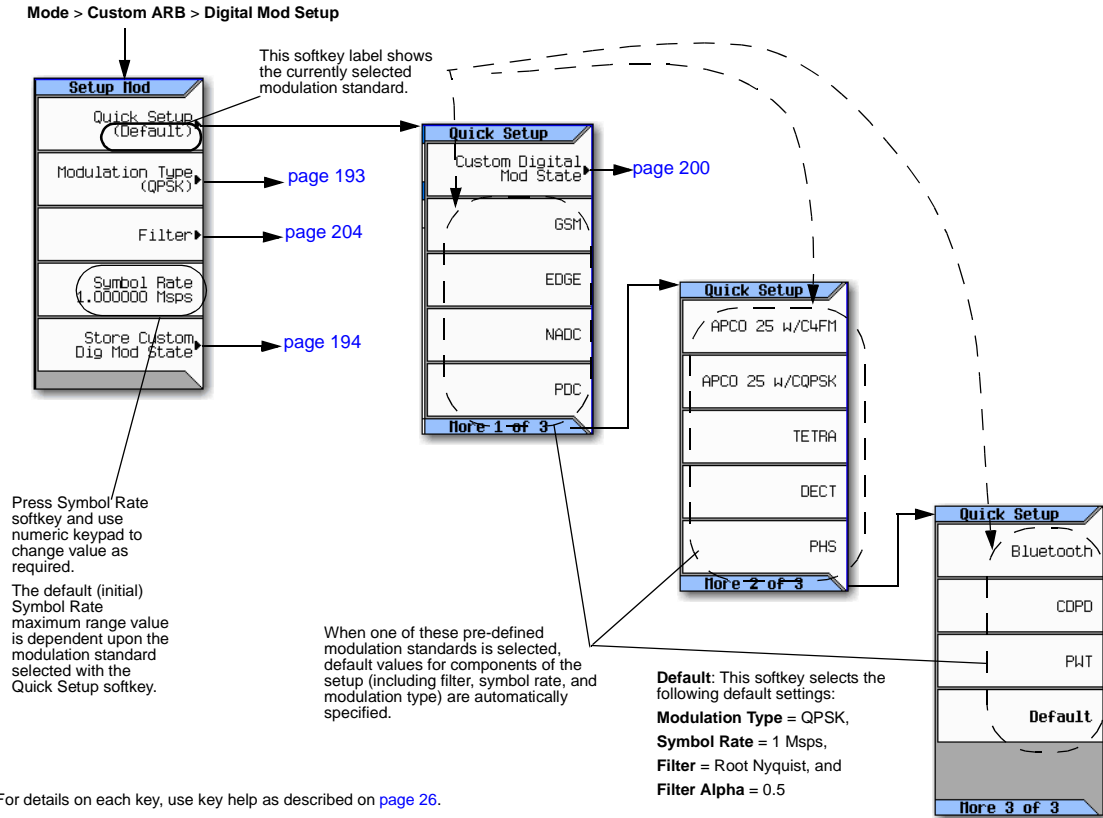 Mode > Custom ARB > Digital Mod Setup
This softkey label shows
the currently selected
modulation standard.
Setup Mod
Quick Setup
(Default)
Modulation Type
(QPSK)
Filter
Symbol Rate
1.000000 Msps
Store Custom
Dig Mod State
page 193
page 204
page 194
Quick Setup
Custom Digital
Mod State
GSM
EDGE
NADC
PDC
More 1 of 3
page 200
Quick Setup
APCO 25 w/C4FM
APCO 25 w/CQPSK
TETRA
DECT
PHS
More 2 of 3
Quick Setup
Bluetooth
CDPD
PWT
Default
More 3 of 3
Press Symbol Rate
softkey and use
numeric keypad to
change value as
required.
The default (initial)
Symbol Rate
maximum range value
is dependent upon the
modulation standard
selected with the
Quick Setup softkey.
When one of these pre-defined
modulation standards is selected,
default values for components of the
setup (including filter, symbol rate, and
modulation type) are automatically
specified.
Default: This softkey selects the
following default settings:
Modulation Type = QPSK,
Symbol Rate = 1 Msps,
Filter = Root Nyquist, and
Filter Alpha = 0.5
For details on each key, use key help as described on page 26.